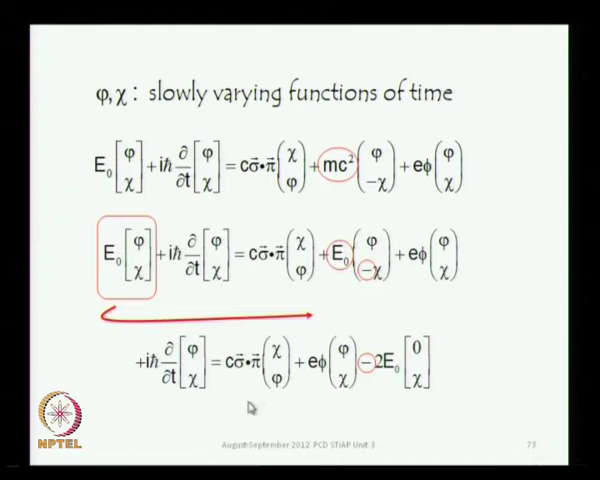 φ, χ : slowly varying functions of time
E₀ [φ χ] + iħ ∂/∂t [φ χ] = cσ⃗•π⃗ (χ φ) + mc² (φ −χ) + eϕ (φ χ)
E₀ [φ χ] + iħ ∂/∂t [φ χ] = cσ⃗•π⃗ (χ φ) + E₀ (φ −χ) + eϕ (φ χ)
+iħ ∂/∂t [φ χ] = cσ⃗•π⃗ (χ φ) + eϕ (φ χ) − 2E₀ [0 χ]
NPTEL
August-September 2012 PCD STiAP Unit 3
73